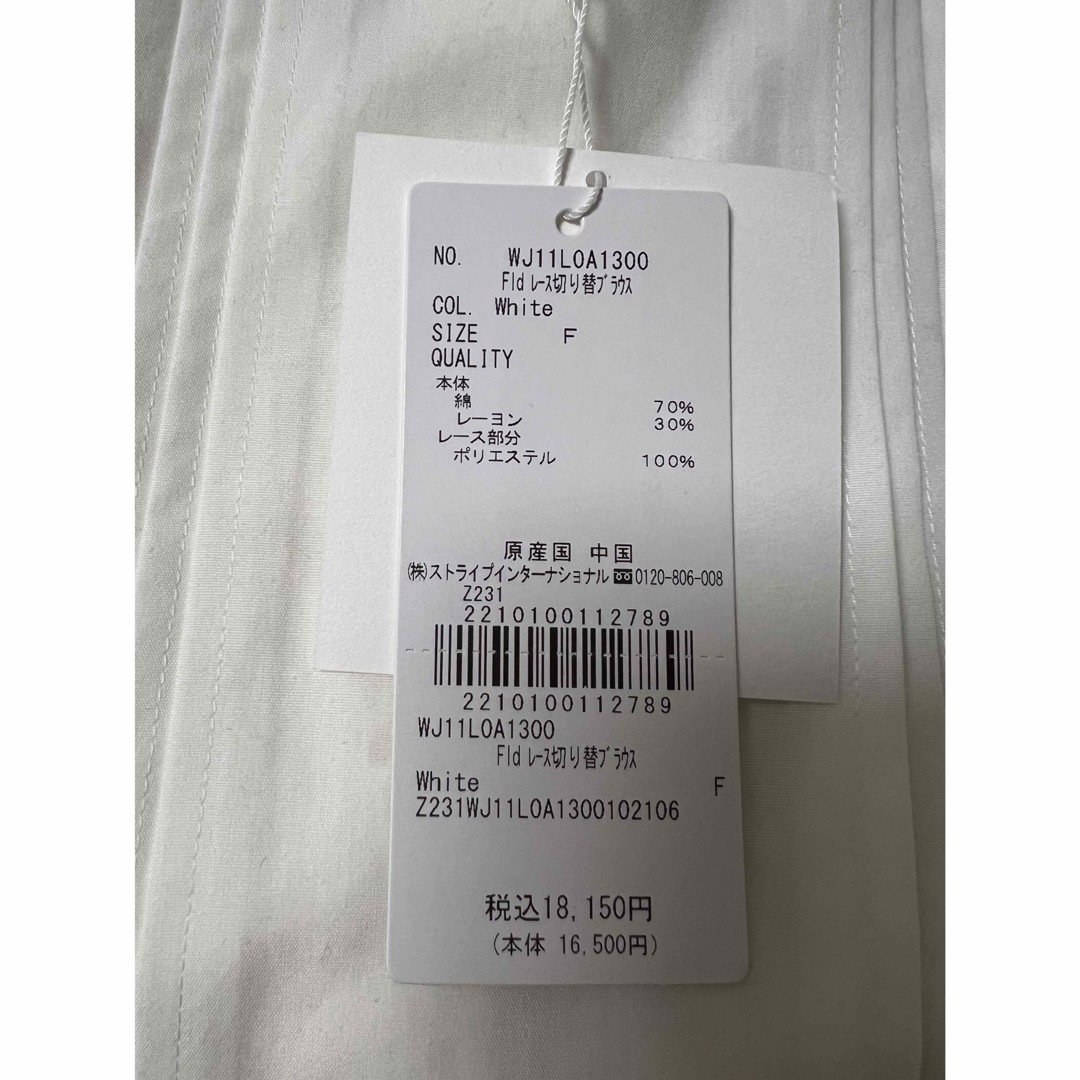 NO. WJ11L0A1300
Fld ﾚｰｽ切り替ﾌﾞﾗｳｽ
COL. White
SIZE F
QUALITY
本体
綿 70%
レーヨン 30%
レース部分
ポリエステル 100%
原産国 中国
㈱ストライプインターナショナル 0120-806-008
Z231
2210100112789
2210100112789
WJ11L0A1300
Fld ﾚｰｽ切り替ﾌﾞﾗｳｽ
White F
Z231WJ11L0A1300102106
税込18,150円
(本体 16,500円)